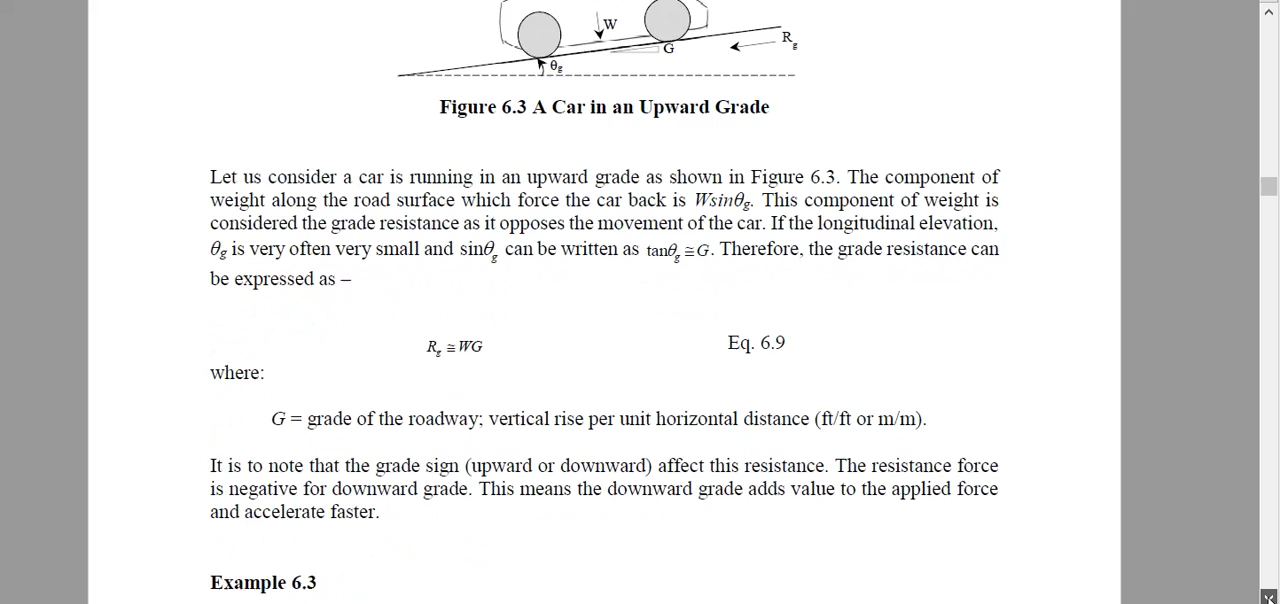 W
G
R_g
θ_g
Figure 6.3 A Car in an Upward Grade
Let us consider a car is running in an upward grade as shown in Figure 6.3. The component of
weight along the road surface which force the car back is Wsinθ_g. This component of weight is
considered the grade resistance as it opposes the movement of the car. If the longitudinal elevation,
θ_g is very often very small and sinθ_g can be written as tanθ_g ≅ G. Therefore, the grade resistance can
be expressed as –
R_g ≅ WG Eq. 6.9
where:
G = grade of the roadway; vertical rise per unit horizontal distance (ft/ft or m/m).
It is to note that the grade sign (upward or downward) affect this resistance. The resistance force
is negative for downward grade. This means the downward grade adds value to the applied force
and accelerate faster.
Example 6.3